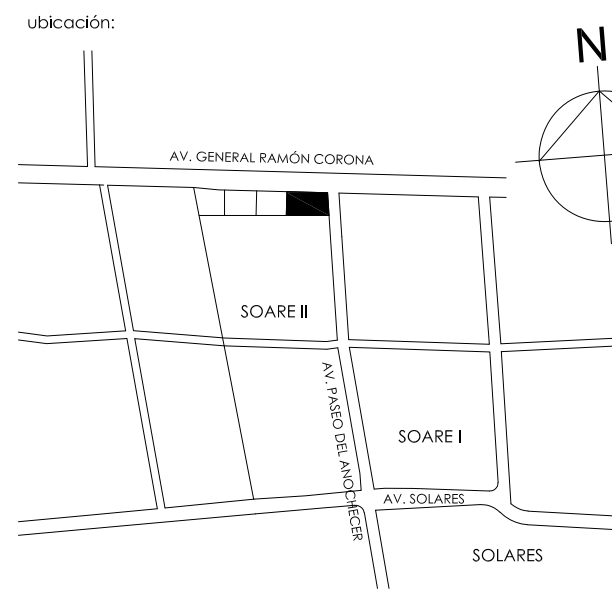 ubicación:
N
AV. GENERAL RAMÓN CORONA
SOARE II
AV. PASEO DEL ANOCHECER
SOARE I
AV. SOLARES
SOLARES